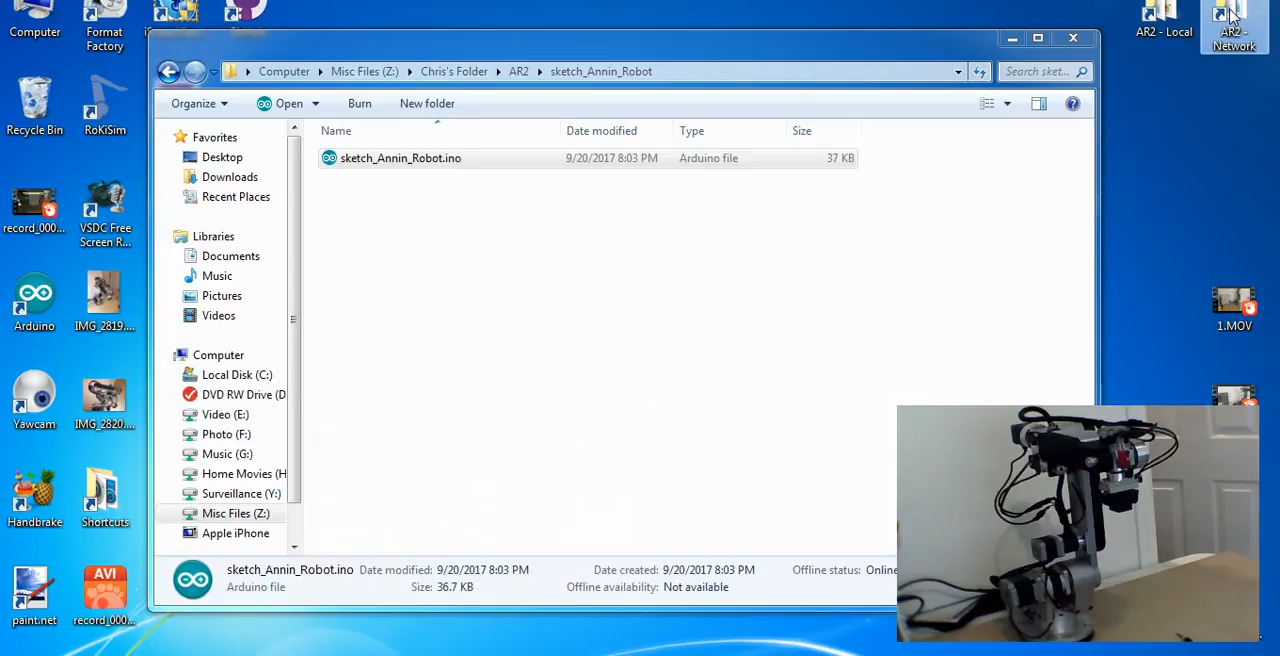 Computer
Format
Factory
AR2 - Local
AR2 -
Network
Computer
Misc Files (Z:)
Chris's Folder
AR2
sketch_Annin_Robot
Search sket...
Organize
Open
Burn
New folder
Name
Date modified
Type
Size
sketch_Annin_Robot.ino
9/20/2017 8:03 PM
Arduino file
37 KB
Recycle Bin
RoKiSim
record_000...
VSDC Free
Screen R...
Arduino
IMG_2819....
Yawcam
IMG_2820....
Handbrake
Shortcuts
paint.net
AVI
record_000...
Favorites
Desktop
Downloads
Recent Places
Libraries
Documents
Music
Pictures
Videos
Computer
Local Disk (C:)
DVD RW Drive (D
Video (E:)
Photo (F:)
Music (G:)
Home Movies (H
Surveillance (Y:)
Misc Files (Z:)
Apple iPhone
1.MOV
sketch_Annin_Robot.ino
Date modified: 9/20/2017 8:03 PM
Date created: 9/20/2017 8:03 PM
Offline status: Online
Arduino file
Size: 36.7 KB
Offline availability: Not available